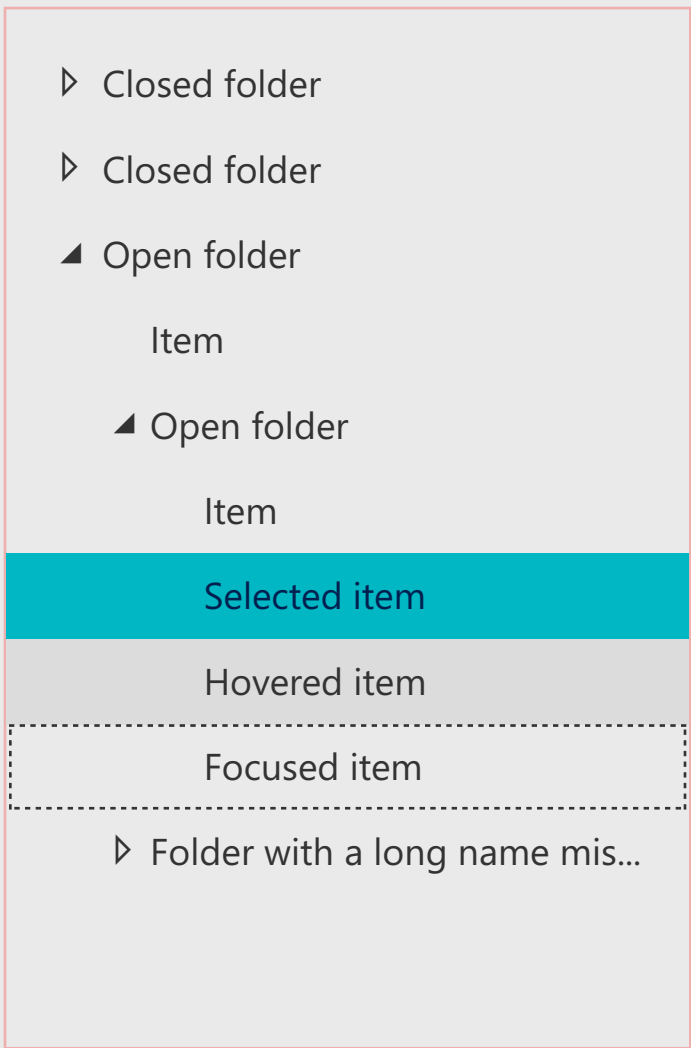 Closed folder
Closed folder
Open folder
Item
Open folder
Item
Selected item
Hovered item
Focused item
Folder with a long name mis...